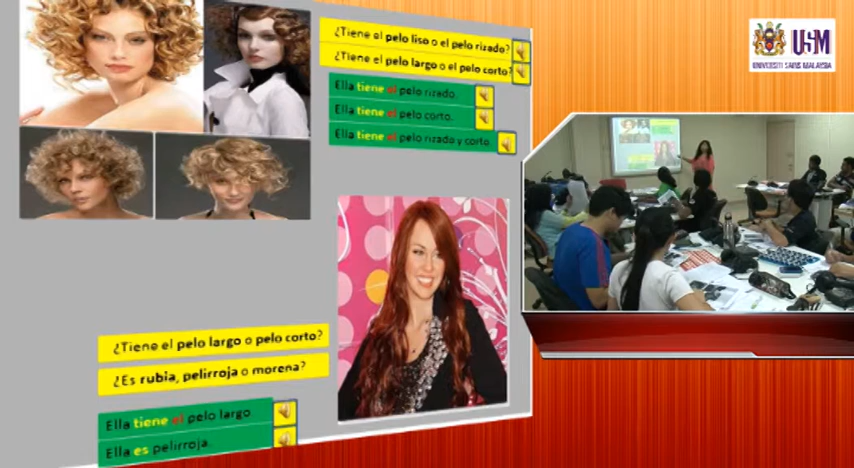 ¿Tiene el pelo liso o el pelo rizado?
¿Tiene el pelo largo o el pelo corto?
Ella tiene el pelo rizado.
Ella tiene el pelo corto.
Ella tiene el pelo rizado y corto.
¿Tiene el pelo largo o pelo corto?
¿Es rubia, pelirroja o morena?
Ella tiene el pelo largo
Ella es pelirroja.
USM
UNIVERSITI SAINS MALAYSIA